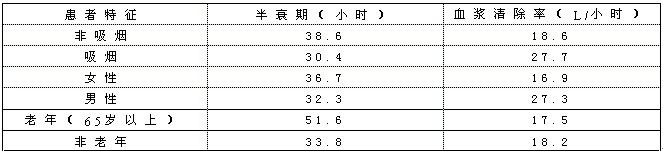 患者特征 半衰期(小时) 血浆清除率(L/小时)
非吸烟 38.6 18.6
吸烟 30.4 27.7
女性 36.7 16.9
男性 32.3 27.3
老年(65岁以上) 51.6 17.5
非老年 33.8 18.2